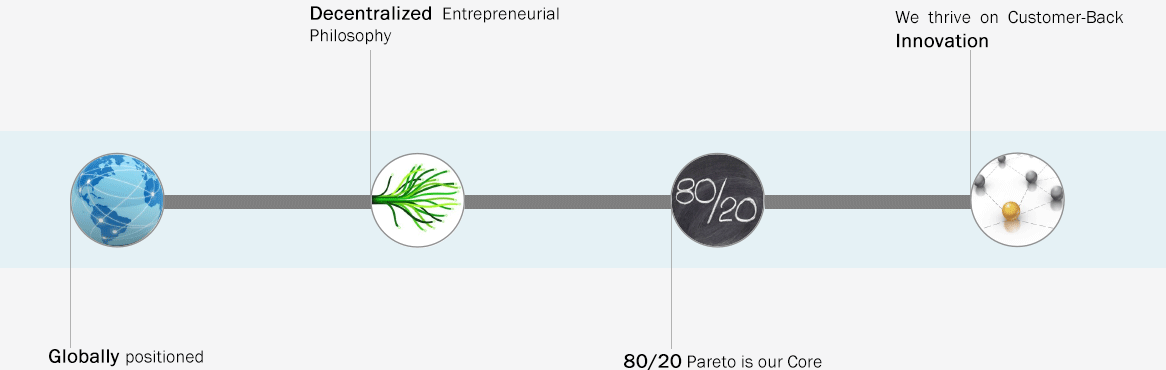 Decentralized Entrepreneurial
Philosophy
We thrive on Customer-Back
Innovation
80/20
Globally positioned
80/20 Pareto is our Core